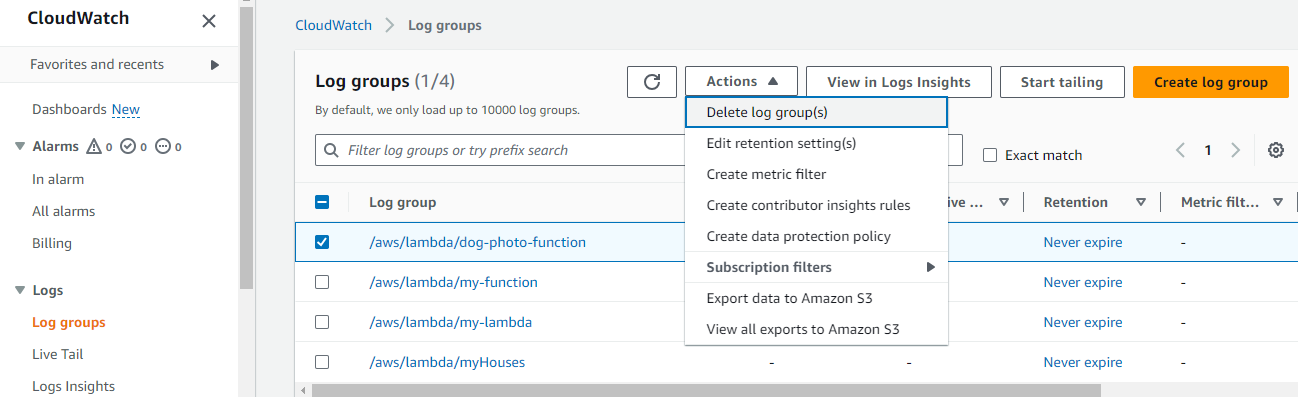 CloudWatch
Favorites and recents
Dashboards New
Alarms 0 0 0
In alarm
All alarms
Billing
Logs
Log groups
Live Tail
Logs Insights
CloudWatch Log groups
Log groups (1/4)
By default, we only load up to 10000 log groups.
Actions
View in Logs Insights
Start tailing
Create log group
Filter log groups or try prefix search
Exact match
1
Delete log group(s)
Edit retention setting(s)
Create metric filter
Create contributor insights rules
Create data protection policy
Subscription filters
Export data to Amazon S3
View all exports to Amazon S3
Log group ive ... Retention Metric filt...
/aws/lambda/dog-photo-function Never expire -
/aws/lambda/my-function Never expire -
/aws/lambda/my-lambda Never expire -
/aws/lambda/myHouses - - Never expire -